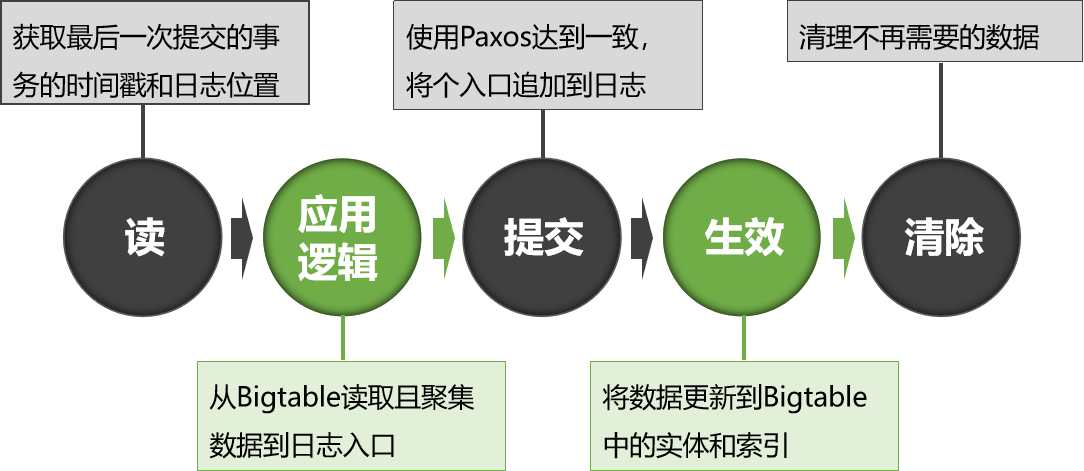 获取最后一次提交的事
务的时间戳和日志位置
使用Paxos达到一致，
将个入口追加到日志
清理不再需要的数据
读
应用
逻辑
提交
生效
清除
从Bigtable读取且聚集
数据到日志入口
将数据更新到Bigtable
中的实体和索引